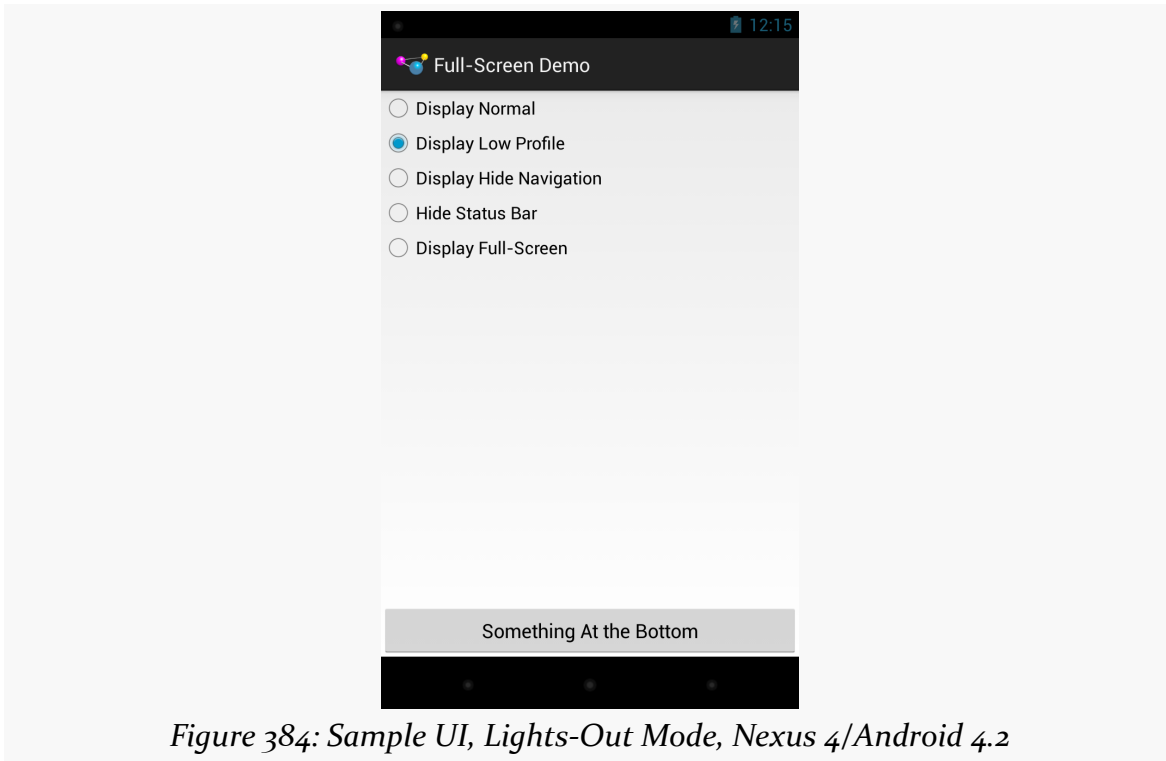 12:15
Full-Screen Demo
Display Normal
Display Low Profile
Display Hide Navigation
Hide Status Bar
Display Full-Screen
Something At the Bottom
Figure 384: Sample UI, Lights-Out Mode, Nexus 4/Android 4.2